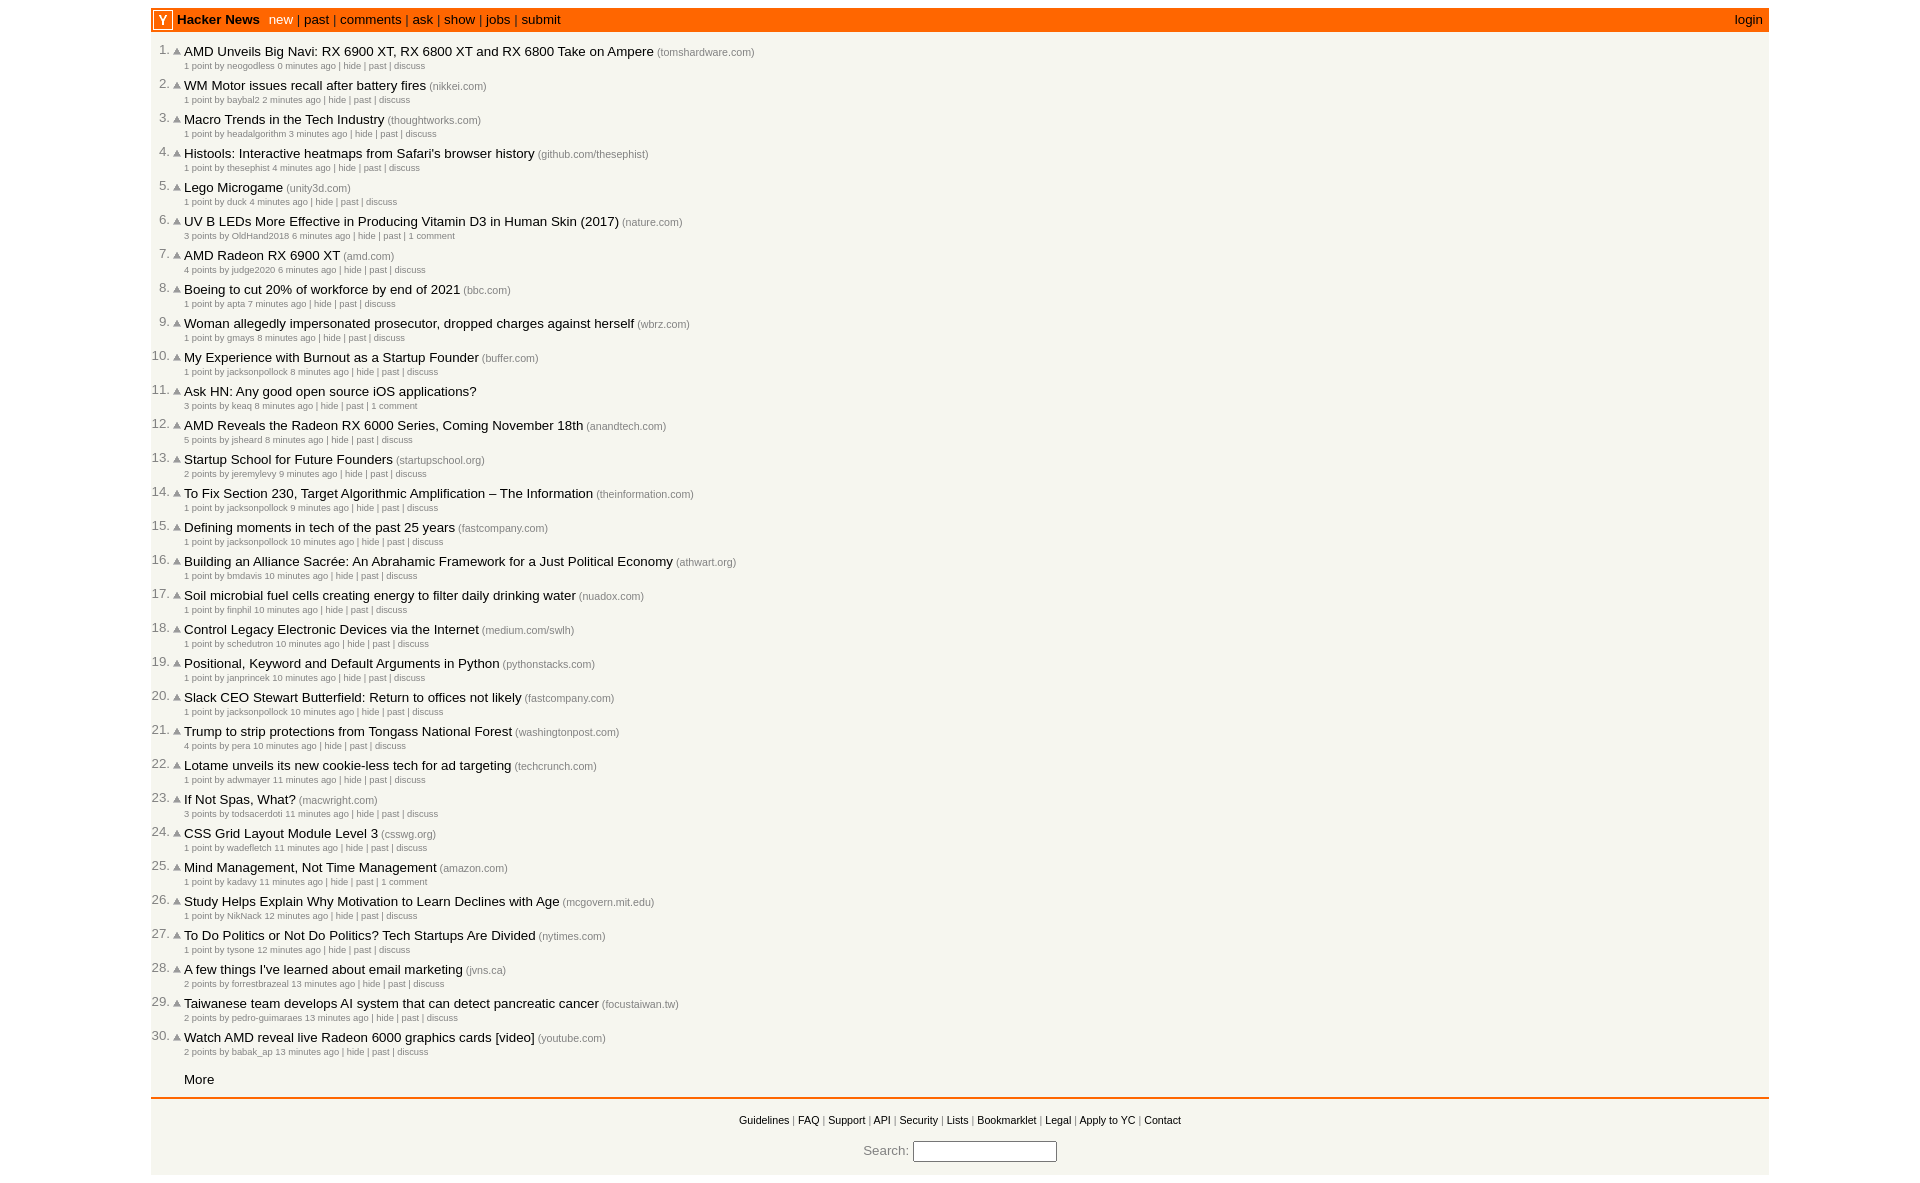 Y Hacker News new | past | comments | ask | show | jobs | submit login
1. AMD Unveils Big Navi: RX 6900 XT, RX 6800 XT and RX 6800 Take on Ampere (tomshardware.com)
1 point by neogodless 0 minutes ago | hide | past | discuss
2. WM Motor issues recall after battery fires (nikkei.com)
1 point by baybal2 2 minutes ago | hide | past | discuss
3. Macro Trends in the Tech Industry (thoughtworks.com)
1 point by headalgorithm 3 minutes ago | hide | past | discuss
4. Histools: Interactive heatmaps from Safari's browser history (github.com/thesephist)
1 point by thesephist 4 minutes ago | hide | past | discuss
5. Lego Microgame (unity3d.com)
1 point by duck 4 minutes ago | hide | past | discuss
6. UV B LEDs More Effective in Producing Vitamin D3 in Human Skin (2017) (nature.com)
3 points by OldHand2018 6 minutes ago | hide | past | 1 comment
7. AMD Radeon RX 6900 XT (amd.com)
4 points by judge2020 6 minutes ago | hide | past | discuss
8. Boeing to cut 20% of workforce by end of 2021 (bbc.com)
1 point by apta 7 minutes ago | hide | past | discuss
9. Woman allegedly impersonated prosecutor, dropped charges against herself (wbrz.com)
1 point by gmays 8 minutes ago | hide | past | discuss
10. My Experience with Burnout as a Startup Founder (buffer.com)
1 point by jacksonpollock 8 minutes ago | hide | past | discuss
11. Ask HN: Any good open source iOS applications?
3 points by keaq 8 minutes ago | hide | past | 1 comment
12. AMD Reveals the Radeon RX 6000 Series, Coming November 18th (anandtech.com)
5 points by jsheard 8 minutes ago | hide | past | discuss
13. Startup School for Future Founders (startupschool.org)
2 points by jeremylevy 9 minutes ago | hide | past | discuss
14. To Fix Section 230, Target Algorithmic Amplification – The Information (theinformation.com)
1 point by jacksonpollock 9 minutes ago | hide | past | discuss
15. Defining moments in tech of the past 25 years (fastcompany.com)
1 point by jacksonpollock 10 minutes ago | hide | past | discuss
16. Building an Alliance Sacrée: An Abrahamic Framework for a Just Political Economy (athwart.org)
1 point by bmdavis 10 minutes ago | hide | past | discuss
17. Soil microbial fuel cells creating energy to filter daily drinking water (nuadox.com)
1 point by finphil 10 minutes ago | hide | past | discuss
18. Control Legacy Electronic Devices via the Internet (medium.com/swlh)
1 point by schedutron 10 minutes ago | hide | past | discuss
19. Positional, Keyword and Default Arguments in Python (pythonstacks.com)
1 point by janprincek 10 minutes ago | hide | past | discuss
20. Slack CEO Stewart Butterfield: Return to offices not likely (fastcompany.com)
1 point by jacksonpollock 10 minutes ago | hide | past | discuss
21. Trump to strip protections from Tongass National Forest (washingtonpost.com)
4 points by pera 10 minutes ago | hide | past | discuss
22. Lotame unveils its new cookie-less tech for ad targeting (techcrunch.com)
1 point by adwmayer 11 minutes ago | hide | past | discuss
23. If Not Spas, What? (macwright.com)
3 points by todsacerdoti 11 minutes ago | hide | past | discuss
24. CSS Grid Layout Module Level 3 (csswg.org)
1 point by wadefletch 11 minutes ago | hide | past | discuss
25. Mind Management, Not Time Management (amazon.com)
1 point by kadavy 11 minutes ago | hide | past | 1 comment
26. Study Helps Explain Why Motivation to Learn Declines with Age (mcgovern.mit.edu)
1 point by NikNack 12 minutes ago | hide | past | discuss
27. To Do Politics or Not Do Politics? Tech Startups Are Divided (nytimes.com)
1 point by tysone 12 minutes ago | hide | past | discuss
28. A few things I've learned about email marketing (jvns.ca)
2 points by forrestbrazeal 13 minutes ago | hide | past | discuss
29. Taiwanese team develops AI system that can detect pancreatic cancer (focustaiwan.tw)
2 points by pedro-guimaraes 13 minutes ago | hide | past | discuss
30. Watch AMD reveal live Radeon 6000 graphics cards [video] (youtube.com)
2 points by babak_ap 13 minutes ago | hide | past | discuss
More
Guidelines | FAQ | Support | API | Security | Lists | Bookmarklet | Legal | Apply to YC | Contact
Search: